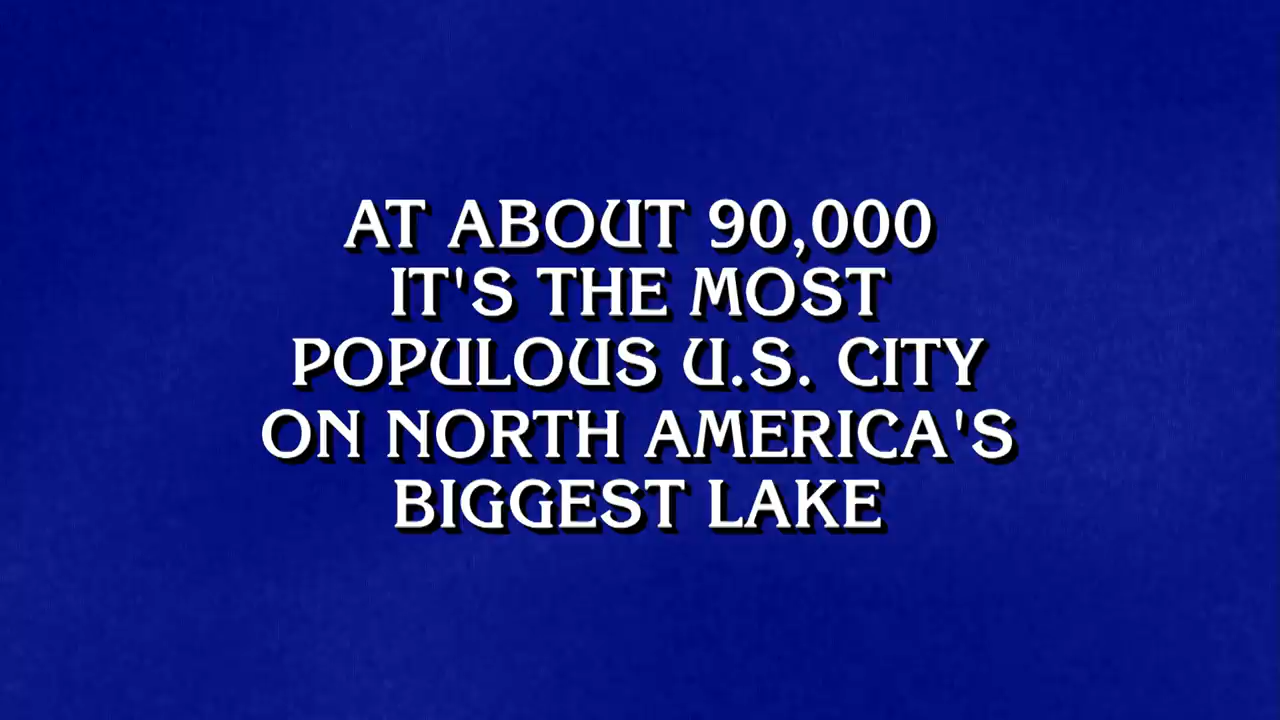 AT ABOUT 90,000
IT'S THE MOST
POPULOUS U.S. CITY
ON NORTH AMERICA'S
BIGGEST LAKE